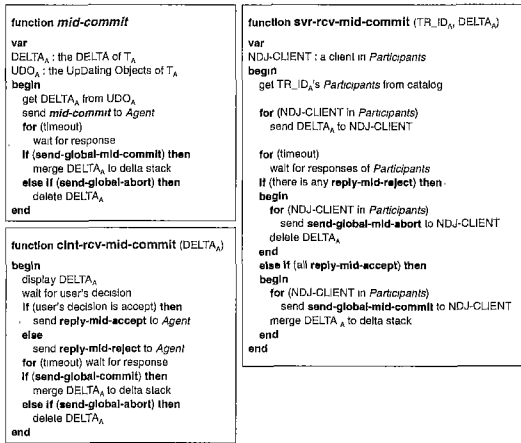 function mid-commit
var
DELTA_A : the DELTA of T_A
UDO_A : the UpDating Objects of T_A
begin
get DELTA_A from UDO_A
send mid-commit to Agent
for (timeout)
wait for response
if (send-global-mid-commit) then
merge DELTA_A to delta stack
else if (send-global-abort) then
delete DELTA_A
end
function clnt-rcv-mid-commit (DELTA_A)
begin
display DELTA_A
wait for user's decision
if (user's decision is accept) then
send reply-mid-accept to Agent
else
send reply-mid-reject to Agent
for (timeout) wait for response
if (send-global-commit) then
merge DELTA_A to delta slack
else if (send-global-abort) then
delete DELTA_A
end
function svr-rcv-mid-commit (TR_ID_A, DELTA_A)
var
NDJ-CLIENT : a client in Participants
begin
get TR_ID_A's Participants from catalog
for (NDJ-CLIENT in Participants)
send DELTA_A to NDJ-CLIENT
for (timeout)
wait for responses of Participants
if (there is any reply-mid-reject) then
begin
for (NDJ-CLIENT in Participants)
send send-global-mid-abort to NDJ-CLIENT
delete DELTA_A
end
else if (all reply-mid-accept) then
begin
for (NDJ-CLIENT in Participants)
send send-global-mid-commit to NDJ-CLIENT
merge DELTA_A to delta stack
end
end